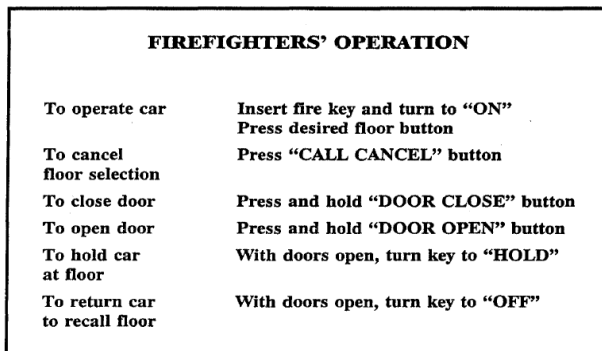 FIREFIGHTERS’ OPERATION
To operate car Insert fire key and turn to “ON”
Press desired floor button
To cancel Press “CALL CANCEL” button
floor selection
To close door Press and hold “DOOR CLOSE” button
To open door Press and hold “DOOR OPEN” button
To hold car With doors open, turn key to “HOLD”
at floor
To return car With doors open, turn key to “OFF”
to recall floor